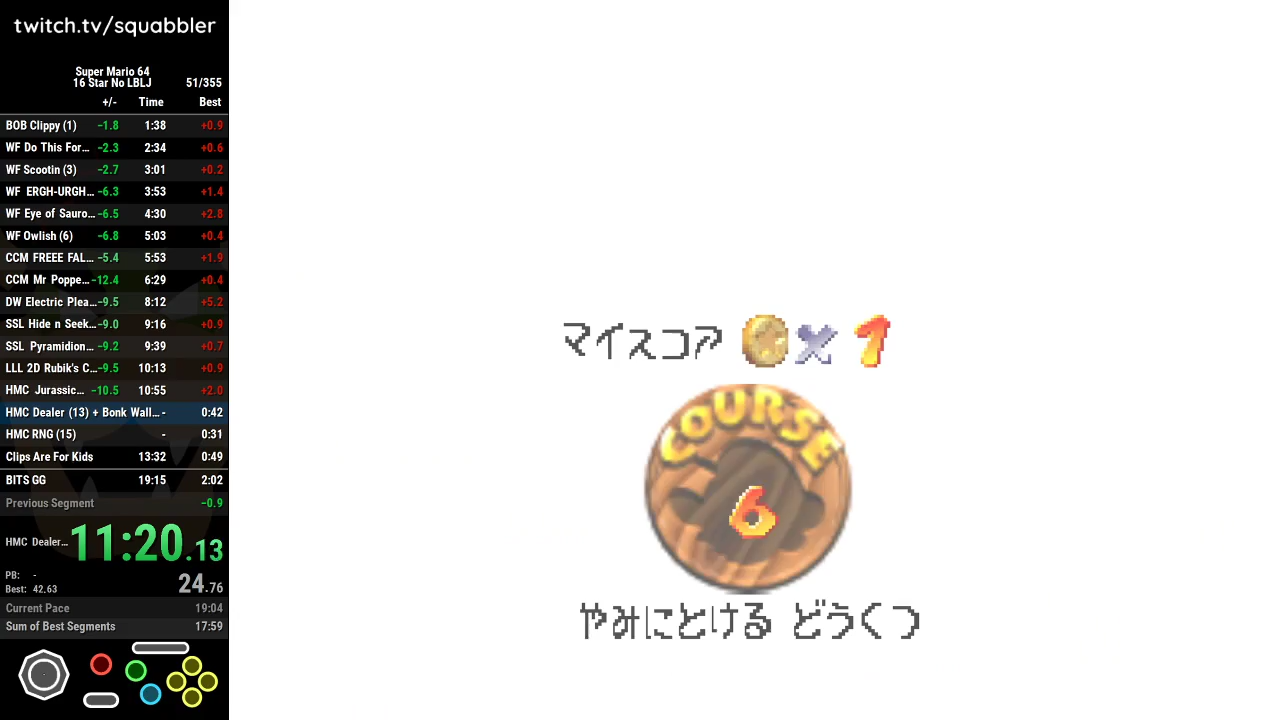 twitch.tv/squabbler
Super Mario 64
16 Star No LBLJ 51/355
+/- Time Best
BOB Clippy (1) -1.8 1:38 +0.9
WF Do This For... -2.3 2:34 +0.6
WF Scootin (3) -2.7 3:01 +0.2
WF ERGH-URGH... -6.3 3:53 +1.4
WF Eye of Sauro... -6.5 4:30 +2.8
WF Owlish (6) -6.8 5:03 +0.4
CCM FREEE FAL... -5.4 5:53 +1.9
CCM Mr Poppe... -12.4 6:29 +0.4
DW Electric Plea... -9.5 8:12 +5.2
SSL Hide n Seek... -9.0 9:16 +0.9
SSL Pyramidion... -9.2 9:39 +0.7
LLL 2D Rubik's C... -9.5 10:13 +0.9
HMC Jurassic... -10.5 10:55 +2.0
HMC Dealer (13) + Bonk Wall... - 0:42
HMC RNG (15) - 0:31
Clips Are For Kids 13:32 0:49
BITS GG 19:15 2:02
Previous Segment -0.9
HMC Dealer... 11:20.13
PB: -
Best: 42.63 24.76
Current Pace 19:04
Sum of Best Segments 17:59
マイスコア × 1
COURSE
6
やみにとける どうくつ